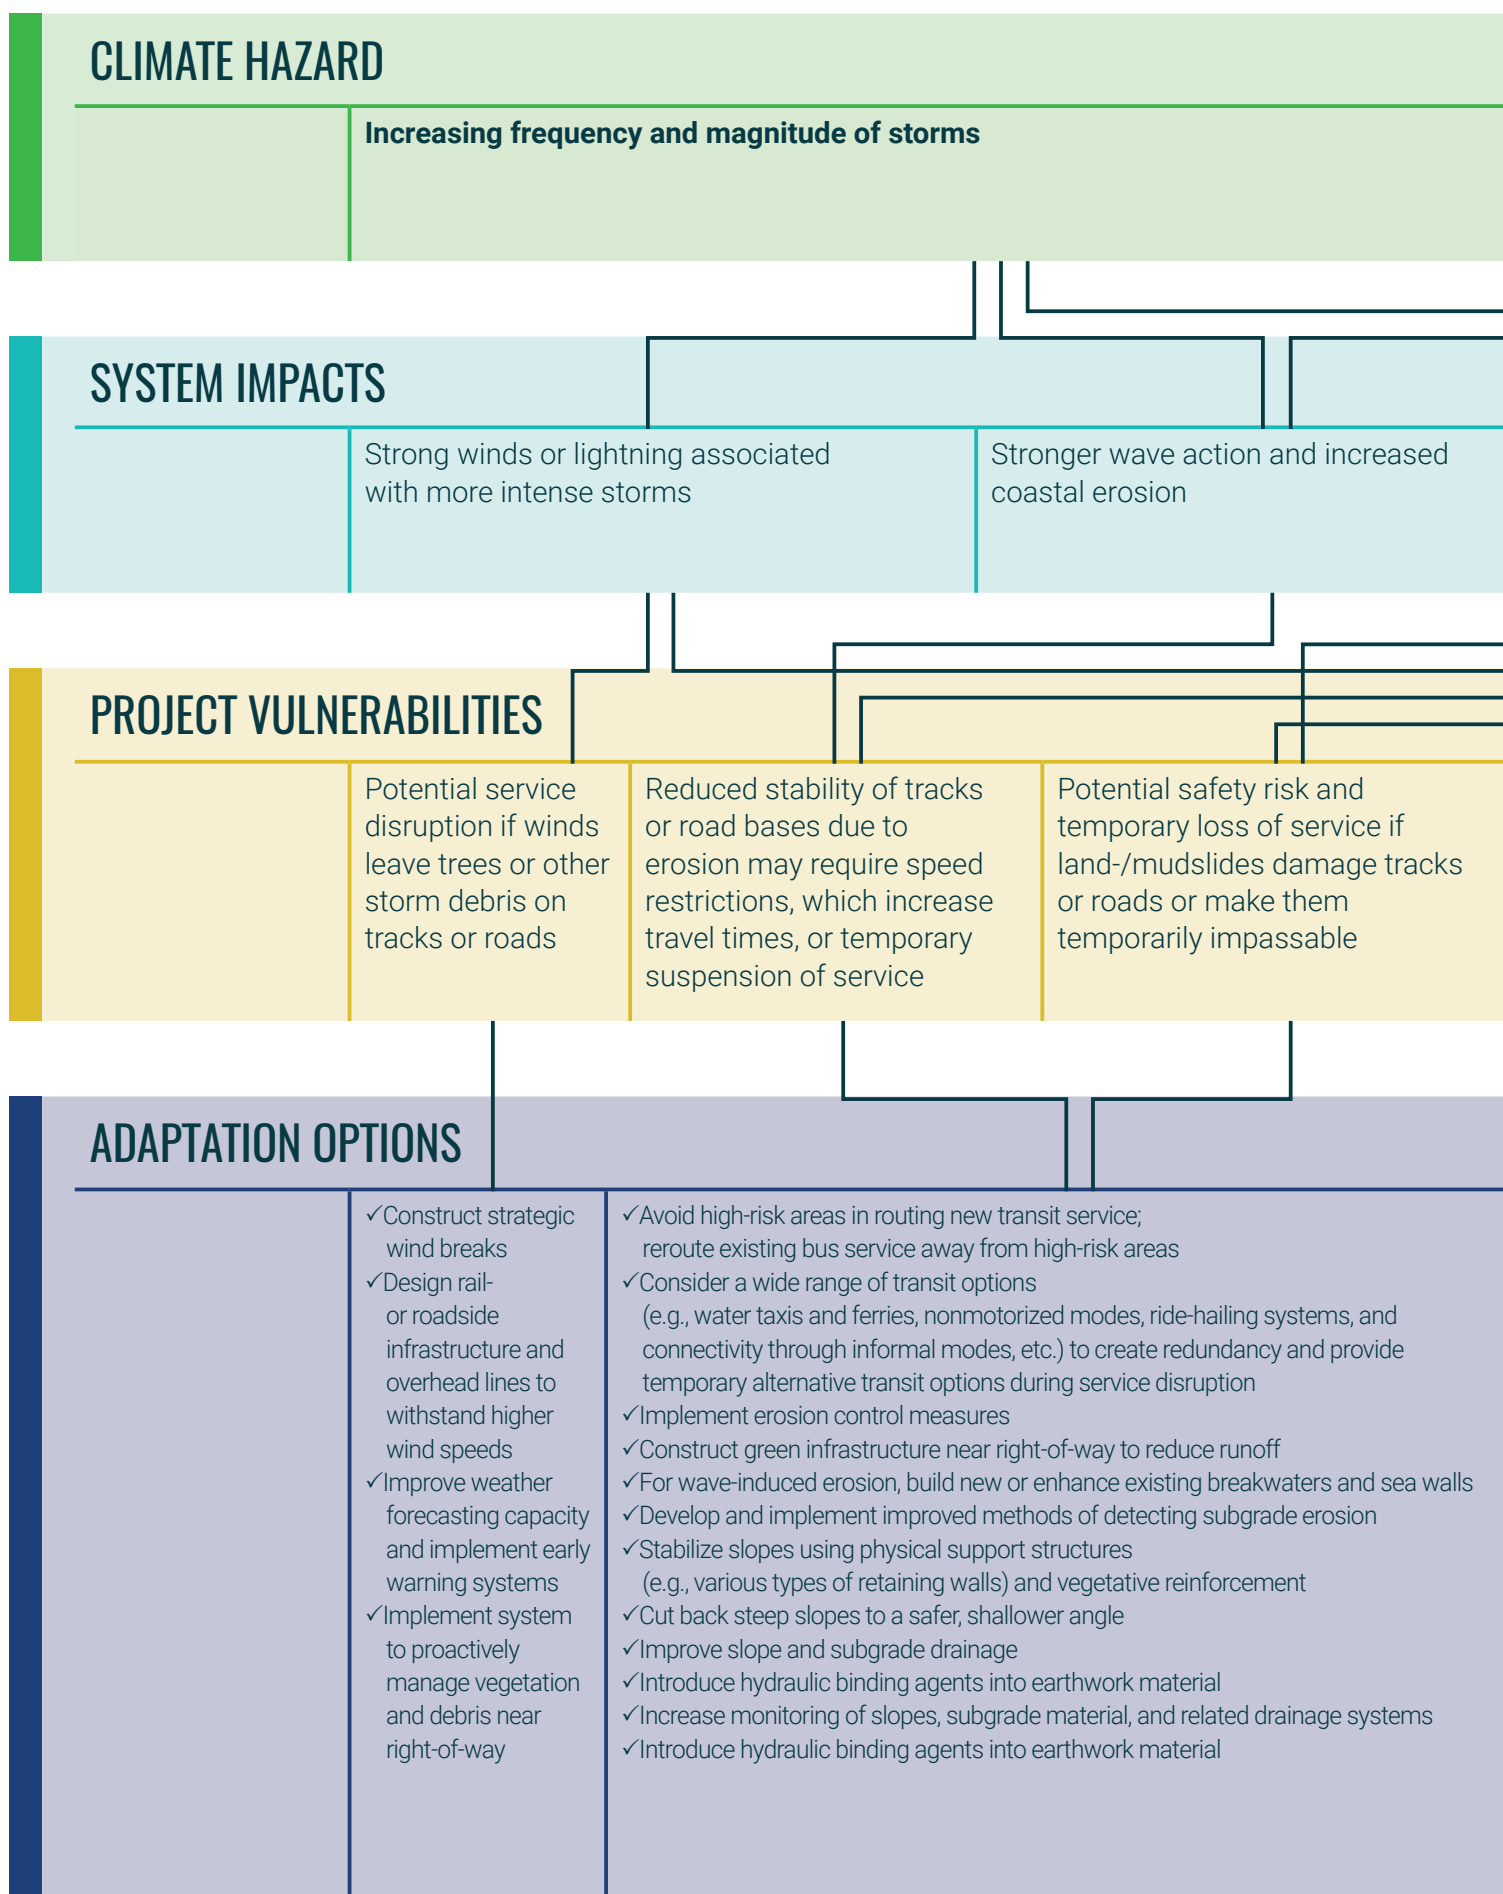 CLIMATE HAZARD
Increasing frequency and magnitude of storms
SYSTEM IMPACTS
Strong winds or lightning associated
with more intense storms
Stronger wave action and increased
coastal erosion
PROJECT VULNERABILITIES
Potential service
disruption if winds
leave trees or other
storm debris on
tracks or roads
Reduced stability of tracks
or road bases due to
erosion may require speed
restrictions, which increase
travel times, or temporary
suspension of service
Potential safety risk and
temporary loss of service if
land-/mudslides damage tracks
or roads or make them
temporarily impassable
ADAPTATION OPTIONS
✓Construct strategic
wind breaks
✓Design rail-
or roadside
infrastructure and
overhead lines to
withstand higher
wind speeds
✓Improve weather
forecasting capacity
and implement early
warning systems
✓Implement system
to proactively
manage vegetation
and debris near
right-of-way
✓Avoid high-risk areas in routing new transit service;
reroute existing bus service away from high-risk areas
✓Consider a wide range of transit options
(e.g., water taxis and ferries, nonmotorized modes, ride-hailing systems, and
connectivity through informal modes, etc.) to create redundancy and provide
temporary alternative transit options during service disruption
✓Implement erosion control measures
✓Construct green infrastructure near right-of-way to reduce runoff
✓For wave-induced erosion, build new or enhance existing breakwaters and sea walls
✓Develop and implement improved methods of detecting subgrade erosion
✓Stabilize slopes using physical support structures
(e.g., various types of retaining walls) and vegetative reinforcement
✓Cut back steep slopes to a safer, shallower angle
✓Improve slope and subgrade drainage
✓Introduce hydraulic binding agents into earthwork material
✓Increase monitoring of slopes, subgrade material, and related drainage systems
✓Introduce hydraulic binding agents into earthwork material